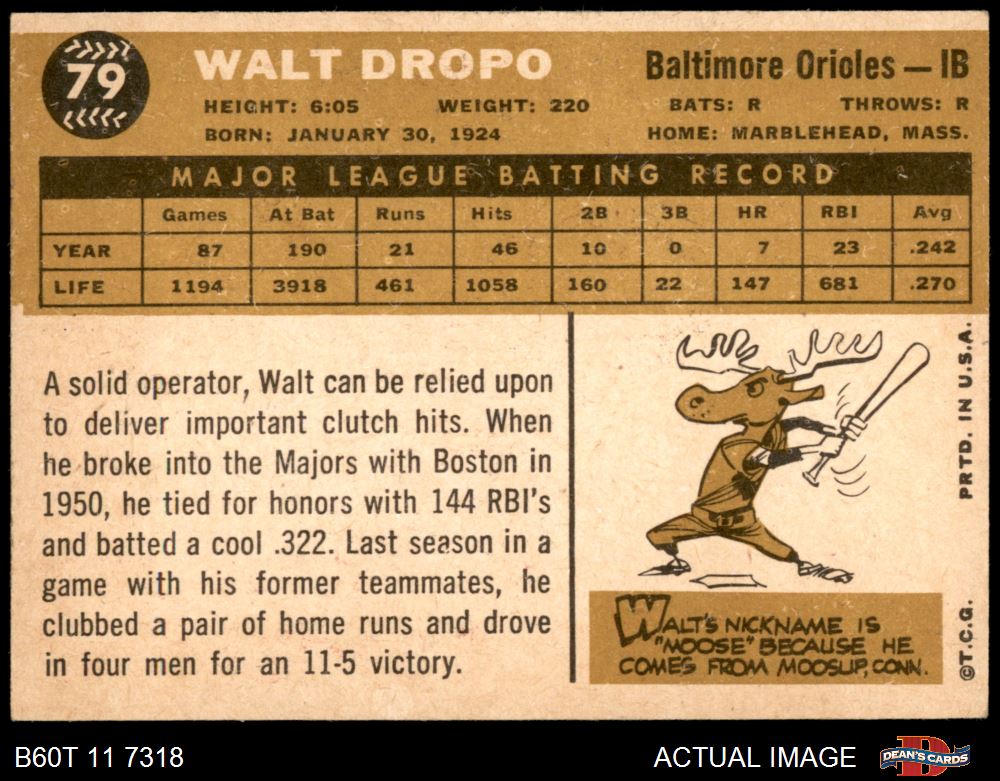 79
WALT DROPO
Baltimore Orioles — 1B
HEIGHT: 6:05 WEIGHT: 220 BATS: R THROWS: R
BORN: JANUARY 30, 1924 HOME: MARBLEHEAD, MASS.
MAJOR LEAGUE BATTING RECORD
Games At Bat Runs Hits 2B 3B HR RBI Avg
YEAR 87 190 21 46 10 0 7 23 .242
LIFE 1194 3918 461 1058 160 22 147 681 .270
A solid operator, Walt can be relied upon
to deliver important clutch hits. When
he broke into the Majors with Boston in
1950, he tied for honors with 144 RBI's
and batted a cool .322. Last season in a
game with his former teammates, he
clubbed a pair of home runs and drove
in four men for an 11-5 victory.
WALT'S NICKNAME IS
"MOOSE" BECAUSE HE
COMES FROM MOOSUP, CONN.
PRTD. IN U.S.A.
©T.C.G.
B60T 11 7318
ACTUAL IMAGE
D
DEAN'S CARDS